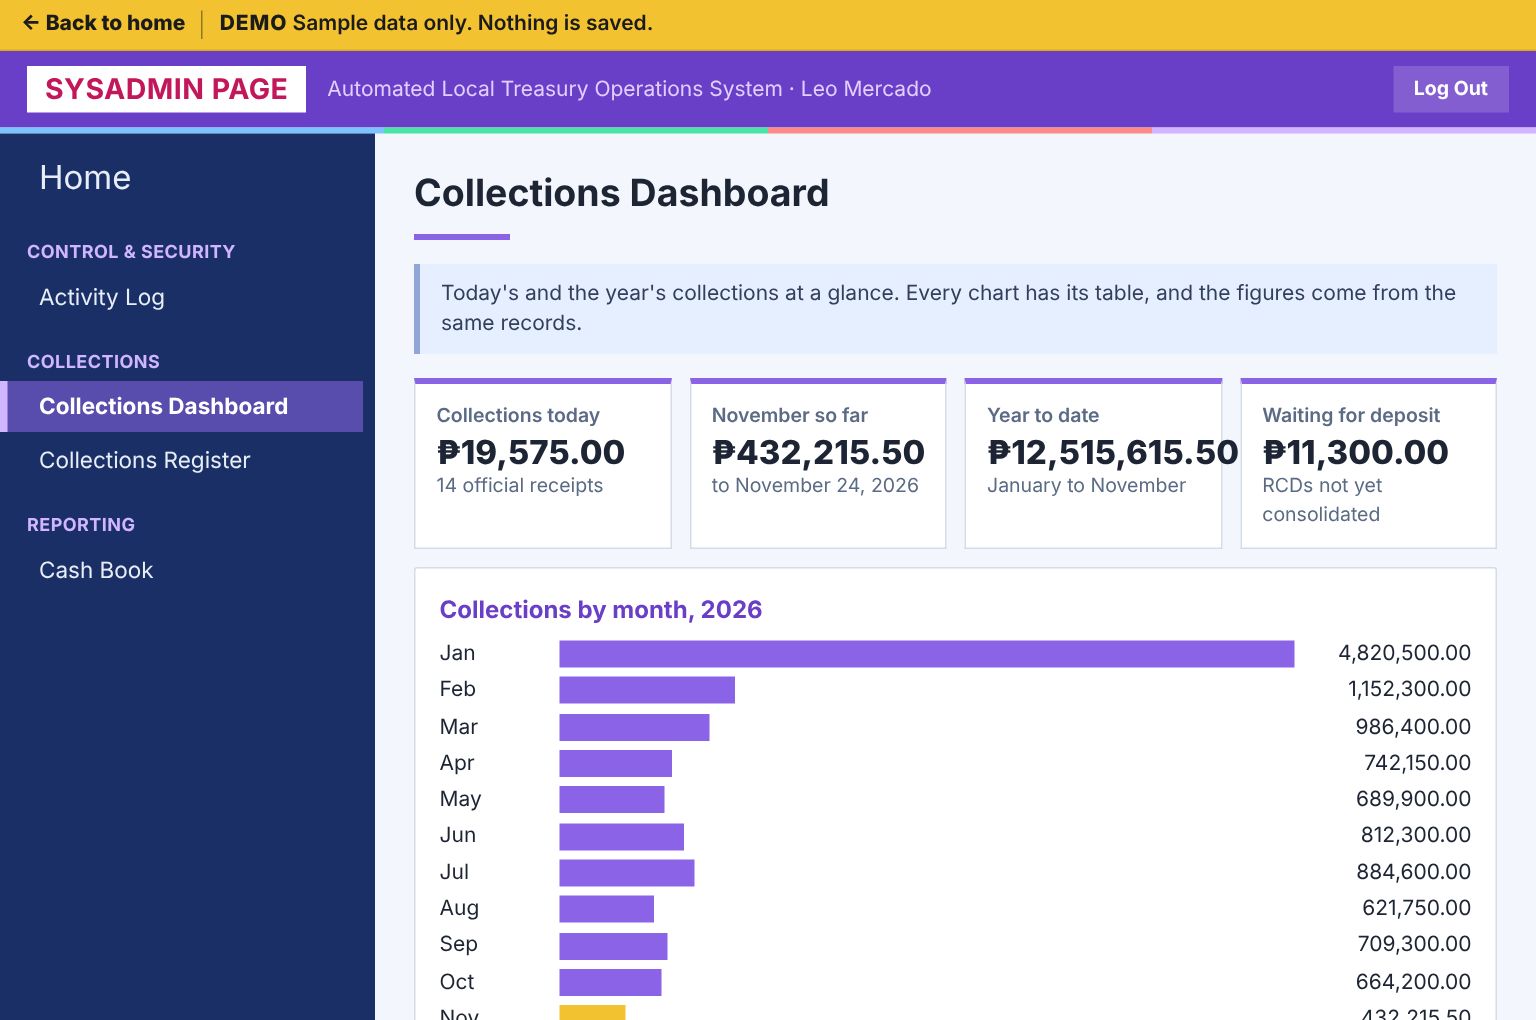 ← Back to home
DEMO Sample data only. Nothing is saved.
SYSADMIN PAGE
Automated Local Treasury Operations System · Leo Mercado
Log Out
Home
CONTROL & SECURITY
Activity Log
COLLECTIONS
Collections Dashboard
Collections Register
REPORTING
Cash Book
Collections Dashboard
Today's and the year's collections at a glance. Every chart has its table, and the figures come from the
same records.
Collections today
₱19,575.00
14 official receipts
November so far
₱432,215.50
to November 24, 2026
Year to date
₱12,515,615.50
January to November
Waiting for deposit
₱11,300.00
RCDs not yet
consolidated
Collections by month, 2026
Jan 4,820,500.00
Feb 1,152,300.00
Mar 986,400.00
Apr 742,150.00
May 689,900.00
Jun 812,300.00
Jul 884,600.00
Aug 621,750.00
Sep 709,300.00
Oct 664,200.00
Nov 432,215.50